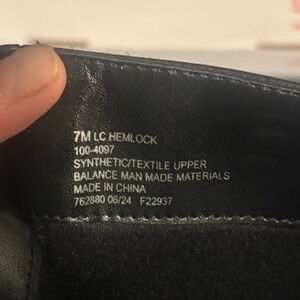 7M LC HEMLOCK
100-4097
SYNTHETIC/TEXTILE UPPER
BALANCE MAN MADE MATERIALS
MADE IN CHINA
762880 06/24 F22937